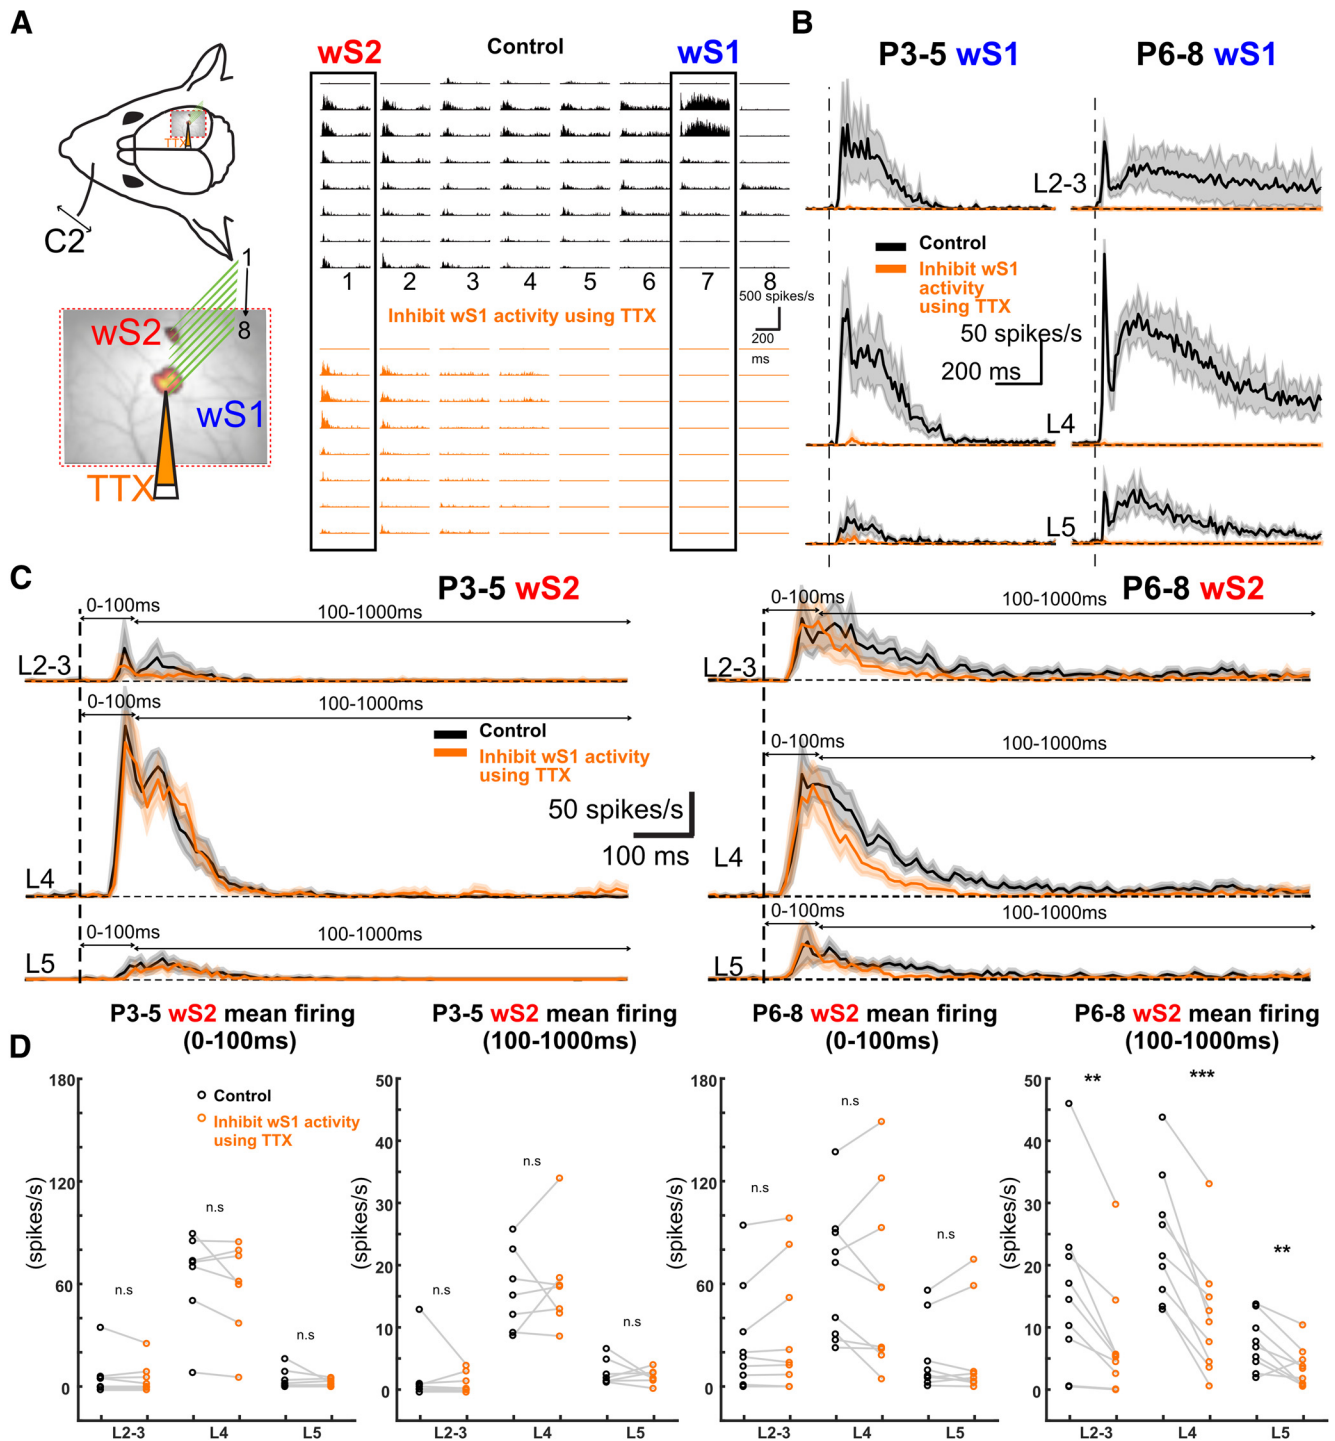 A
wS2
Control
wS1
TTX
C2
1
8
wS2
wS1
TTX
1 2 3 4 5 6 7 8
500 spikes/s
200
ms
Inhibit wS1 activity using TTX
B
P3-5 wS1
P6-8 wS1
L2-3
Control
Inhibit wS1
activity
using TTX
50 spikes/s
200 ms
L4
L5
C
P3-5 wS2
0-100ms
100-1000ms
L2-3
0-100ms
100-1000ms
Control
Inhibit wS1 activity
using TTX
50 spikes/s
100 ms
L4
0-100ms
100-1000ms
L5
P6-8 wS2
0-100ms
100-1000ms
L2-3
0-100ms
100-1000ms
L4
0-100ms
100-1000ms
L5
D
P3-5 wS2 mean firing
(0-100ms)
180
120
60
0
(spikes/s)
Control
Inhibit wS1 activity
using TTX
n.s
n.s
n.s
L2-3 L4 L5
P3-5 wS2 mean firing
(100-1000ms)
50
40
30
20
10
0
(spikes/s)
n.s
n.s
n.s
L2-3 L4 L5
P6-8 wS2 mean firing
(0-100ms)
180
120
60
0
(spikes/s)
n.s
n.s
n.s
L2-3 L4 L5
P6-8 wS2 mean firing
(100-1000ms)
50
40
30
20
10
0
(spikes/s)
**
***
**
L2-3 L4 L5